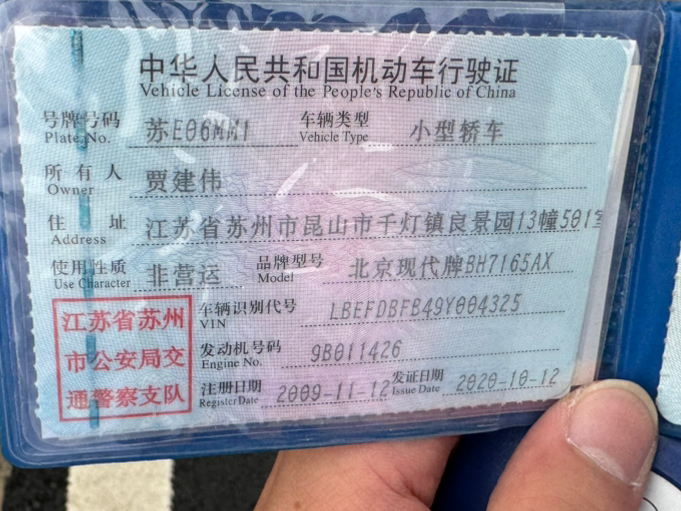 中华人民共和国机动车行驶证
Vehicle License of the People's Republic of China
号牌号码 苏E06MM1 车辆类型 小型轿车
Plate No. Vehicle Type
所有人 贾建伟
Owner
住址 江苏省苏州市昆山市千灯镇良景园13幢501室
Address
使用性质 非营运 品牌型号 北京现代牌BH7165AX
Use Character Model
江苏省苏州
市公安局交
通警察支队
车辆识别代号 LBEFDBFB49Y004325
VIN
发动机号码 9B011426
Engine No.
注册日期 2009-11-12 发证日期 2020-10-12
Register Date Issue Date